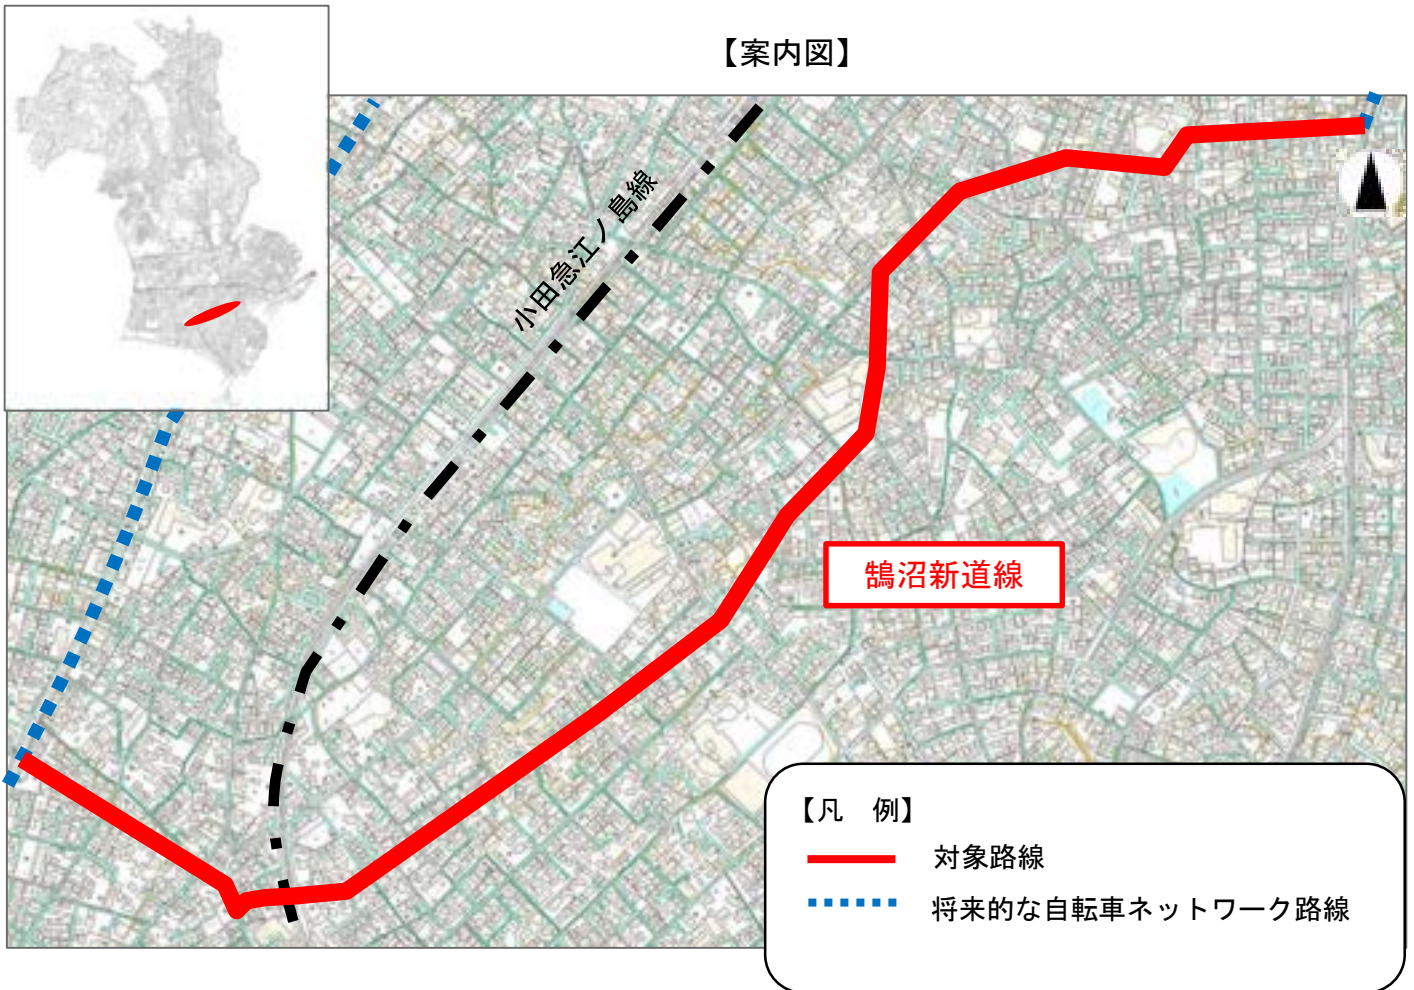 【案内図】
小田急江ノ島線
鵠沼新道線
【凡　例】
対象路線
将来的な自転車ネットワーク路線